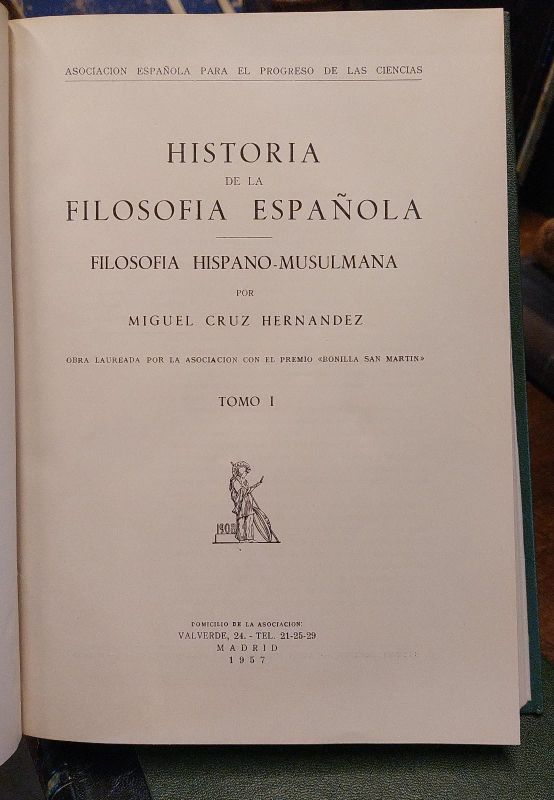 ASOCIACION ESPAÑOLA PARA EL PROGRESO DE LAS CIENCIAS
HISTORIA
DE LA
FILOSOFIA ESPAÑOLA
FILOSOFIA HISPANO-MUSULMANA
POR
MIGUEL CRUZ HERNANDEZ
OBRA LAUREADA POR LA ASOCIACION CON EL PREMIO «BONILLA SAN MARTIN»
TOMO I
1908
DOMICILIO DE LA ASOCIACION:
VALVERDE, 24. - TEL. 21-25-29
MADRID
1957